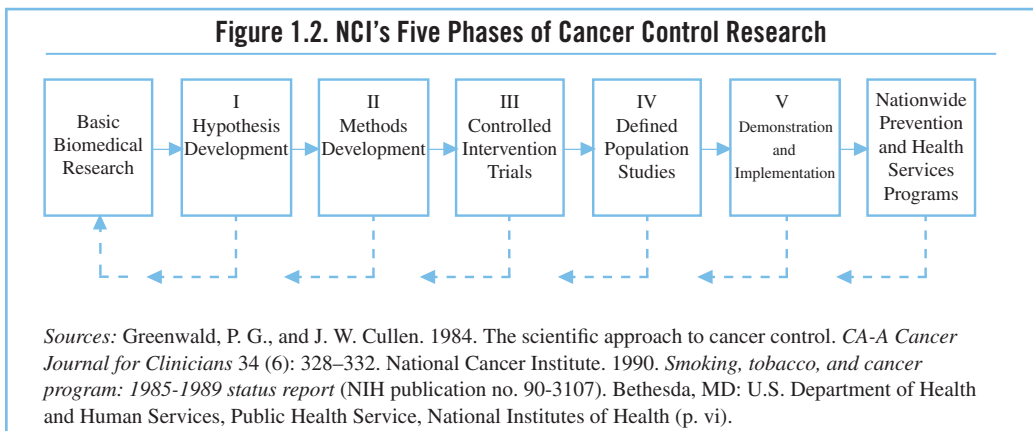 Figure 1.2. NCI’s Five Phases of Cancer Control Research
Basic
Biomedical
Research
I
Hypothesis
Development
II
Methods
Development
III
Controlled
Intervention
Trials
IV
Defined
Population
Studies
V
Demonstration
and
Implementation
Nationwide
Prevention
and Health
Services
Programs
Sources: Greenwald, P. G., and J. W. Cullen. 1984. The scientific approach to cancer control. CA-A Cancer
Journal for Clinicians 34 (6): 328–332. National Cancer Institute. 1990. Smoking, tobacco, and cancer
program: 1985-1989 status report (NIH publication no. 90-3107). Bethesda, MD: U.S. Department of Health
and Human Services, Public Health Service, National Institutes of Health (p. vi).